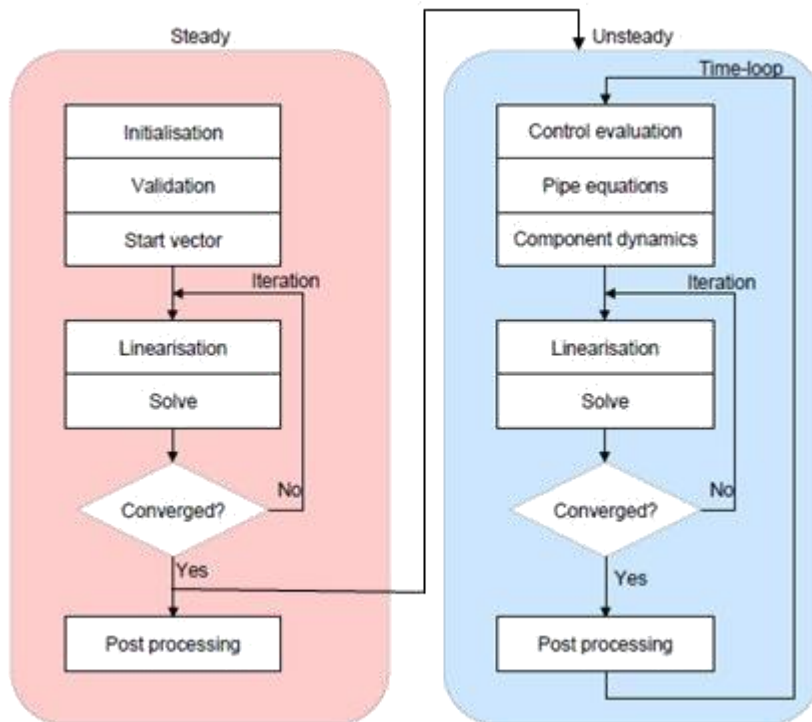 Steady
Initialisation
Validation
Start vector
Iteration
Linearisation
Solve
Converged?
No
Yes
Post processing
Unsteady
Time-loop
Control evaluation
Pipe equations
Component dynamics
Iteration
Linearisation
Solve
Converged?
No
Yes
Post processing